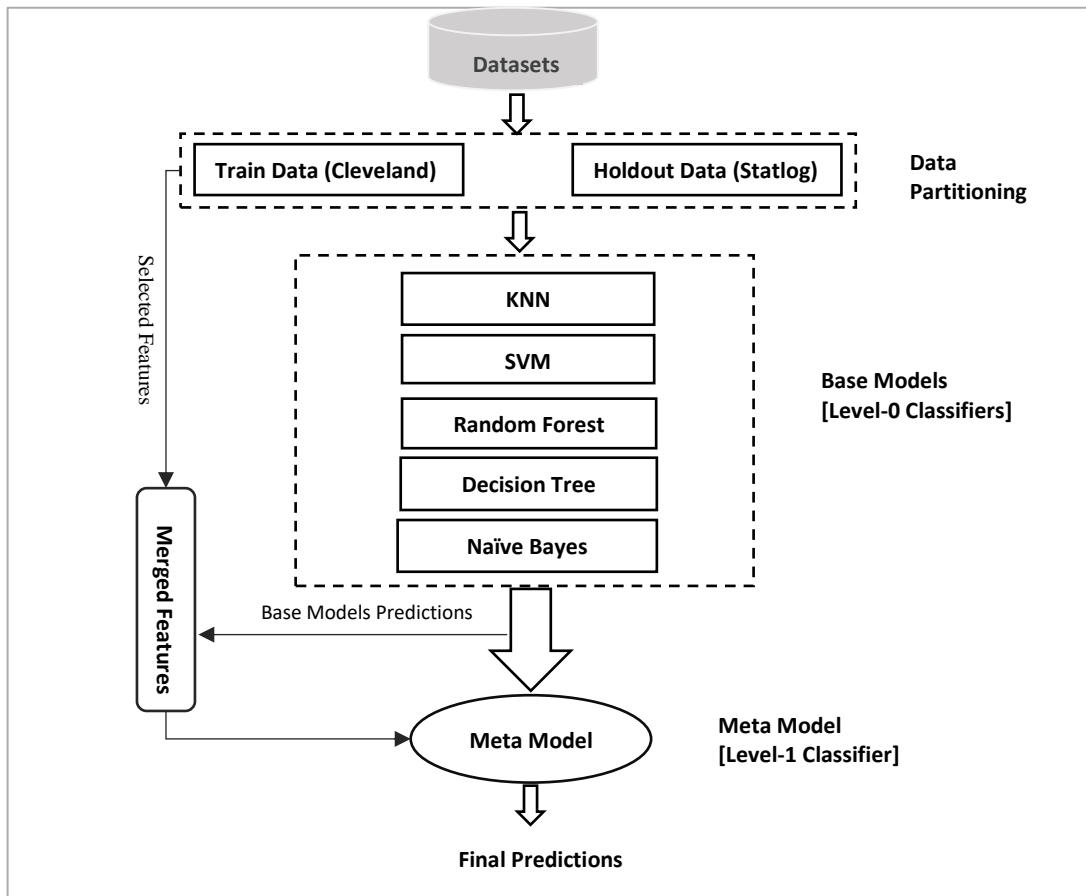 Datasets
Train Data (Cleveland)
Holdout Data (Statlog)
Data
Partitioning
Selected Features
KNN
SVM
Random Forest
Decision Tree
Naïve Bayes
Base Models
[Level-0 Classifiers]
Merged Features
Base Models Predictions
Meta Model
Meta Model
[Level-1 Classifier]
Final Predictions